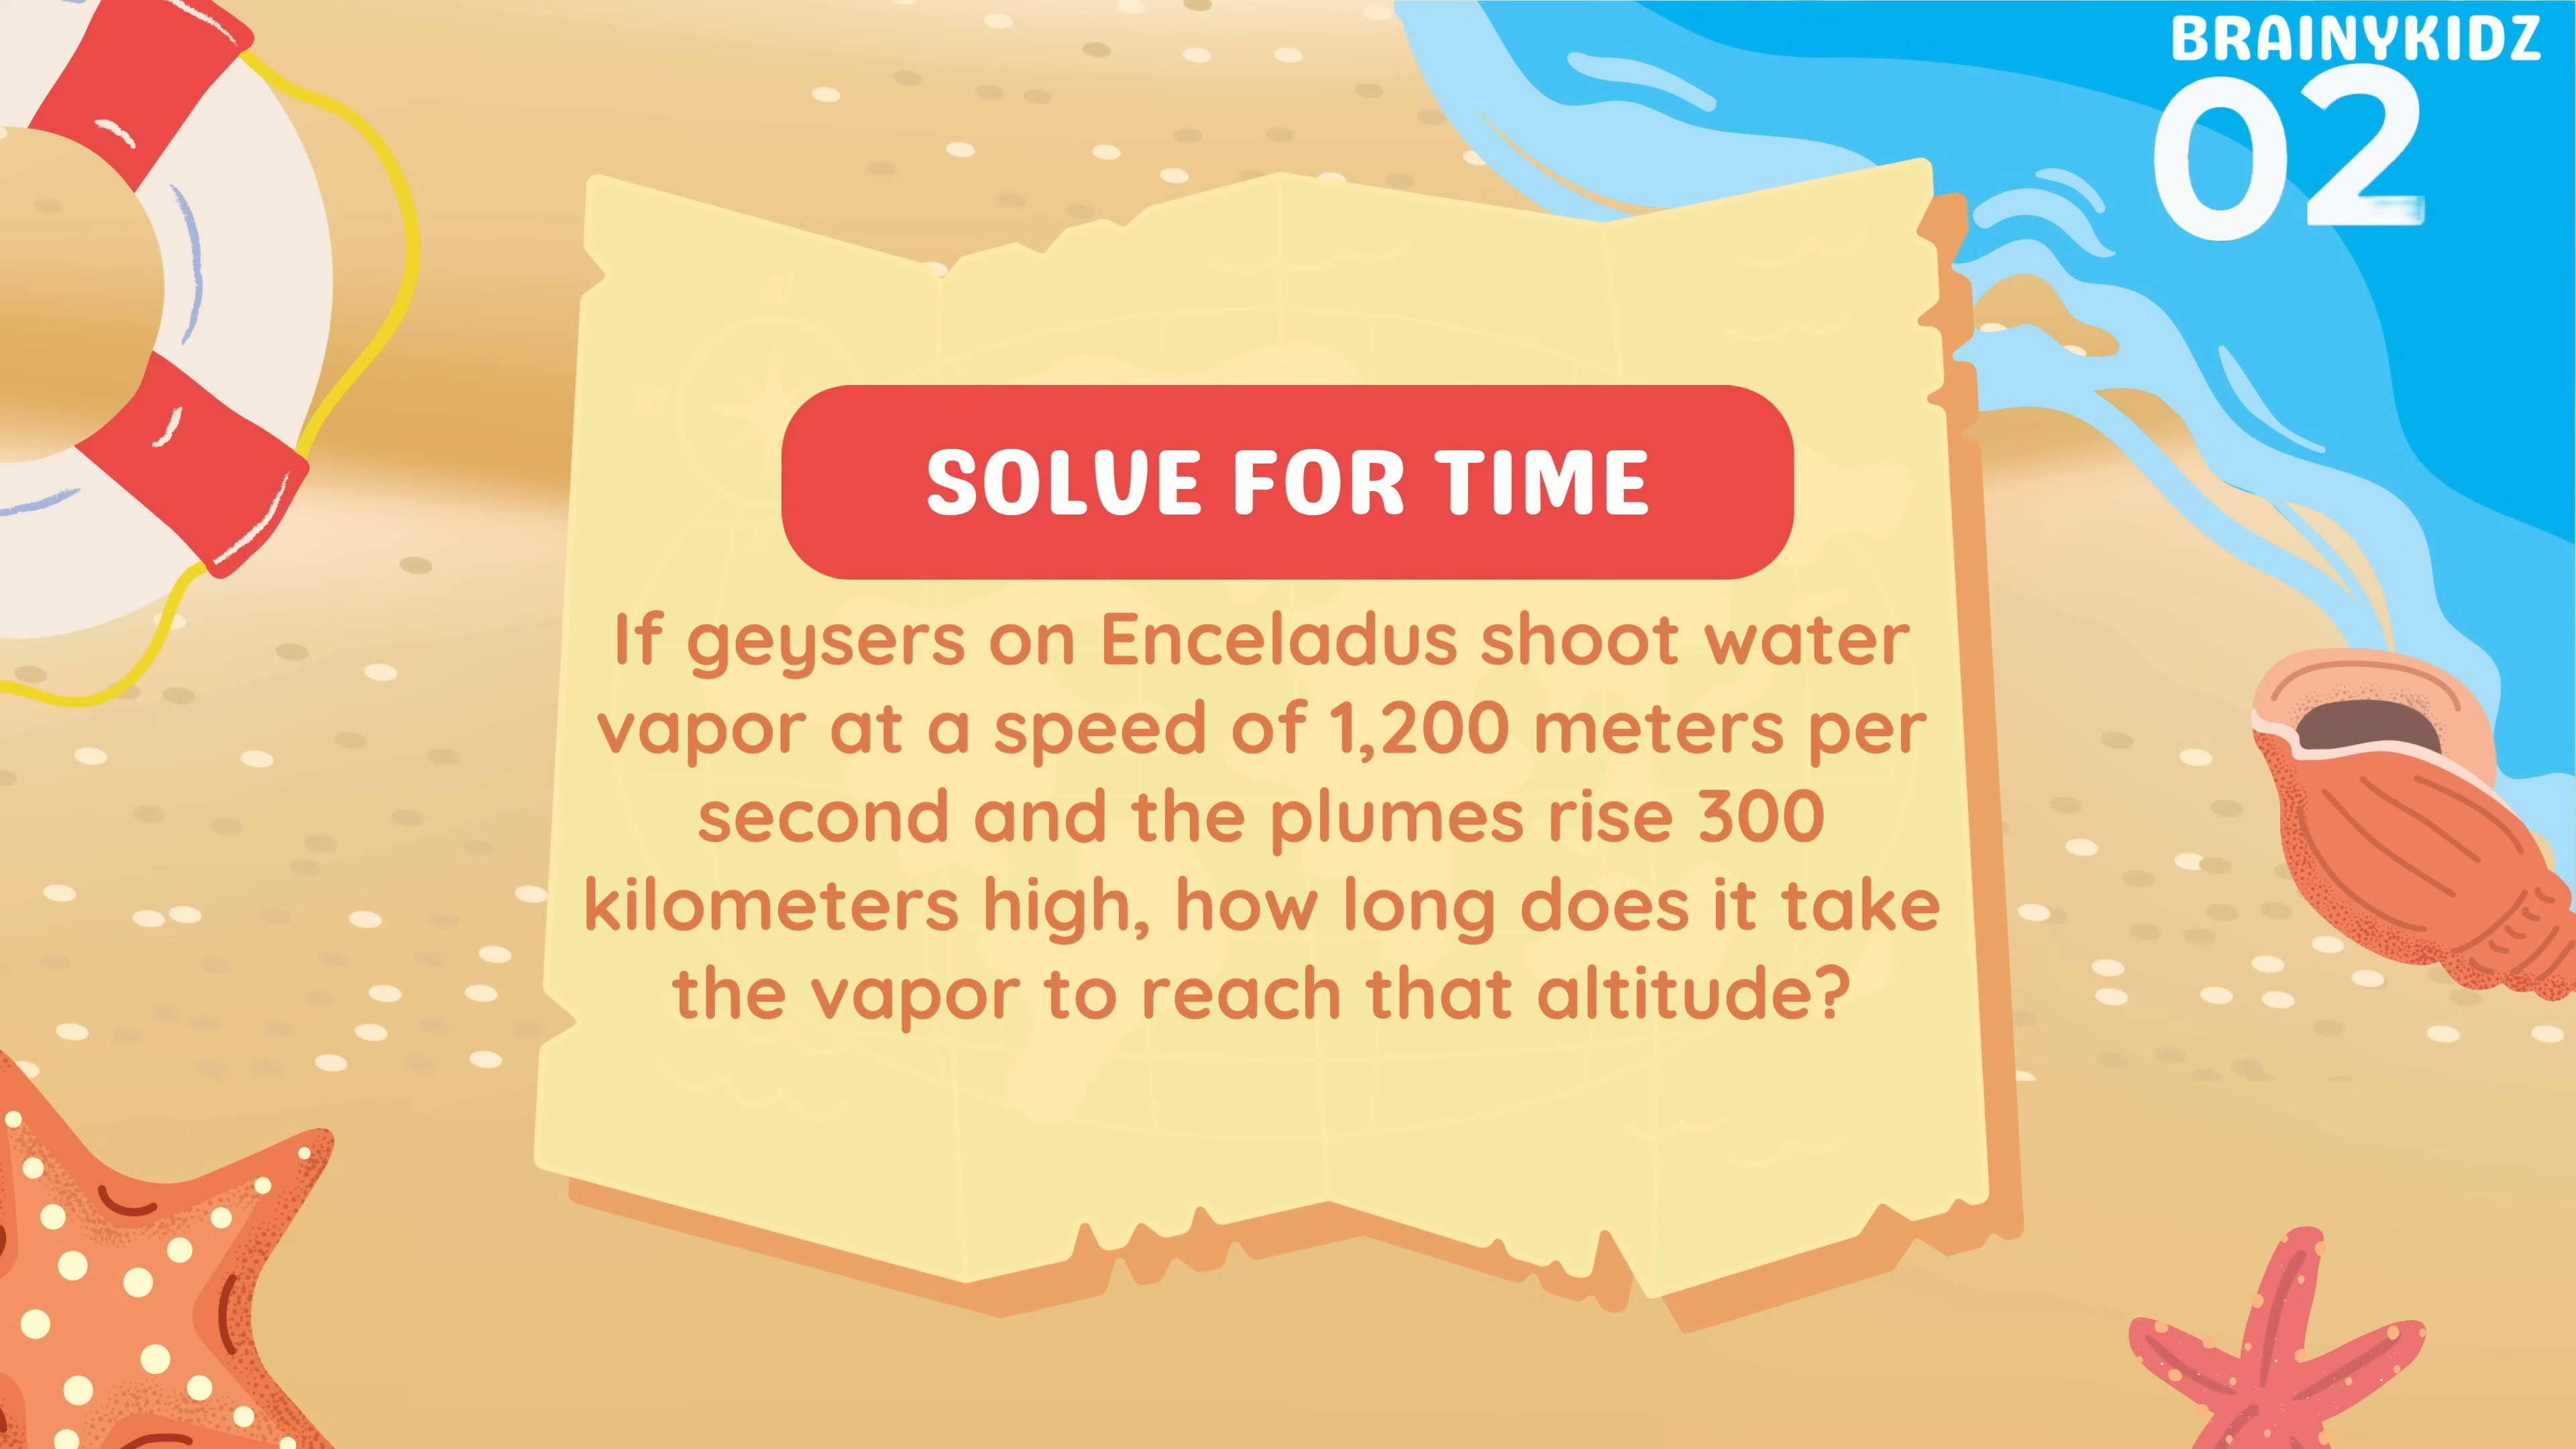 BRAINYKIDZ
02
SOLVE FOR TIME
If geysers on Enceladus shoot water
vapor at a speed of 1,200 meters per
second and the plumes rise 300
kilometers high, how long does it take
the vapor to reach that altitude?